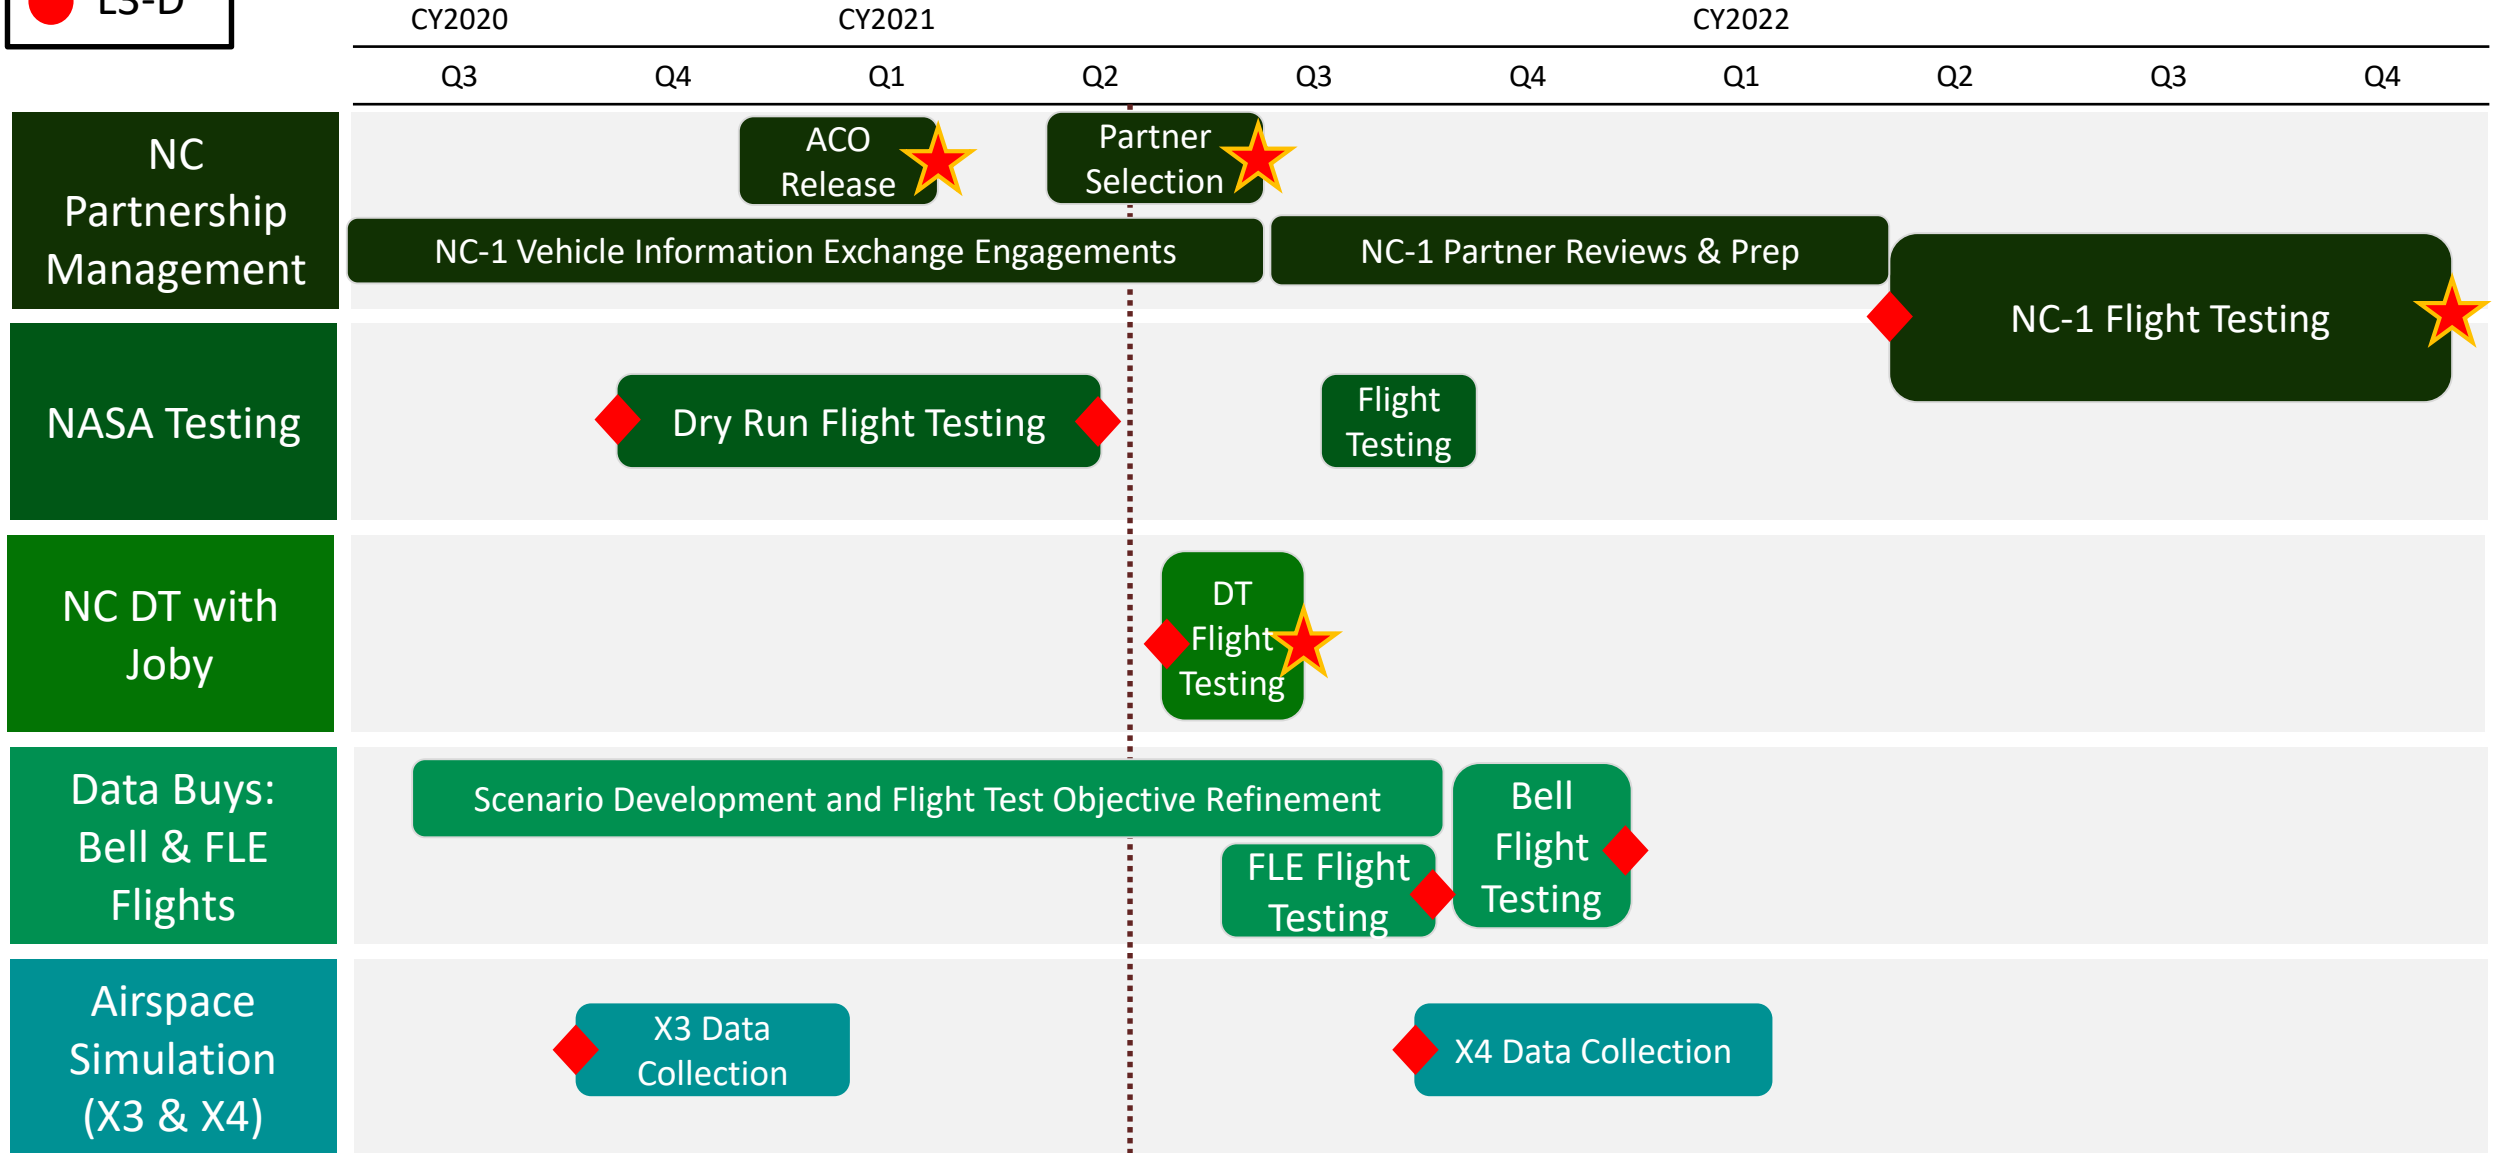 L3-D
CY2020
CY2021
CY2022
Q3
Q4
Q1
Q2
Q3
Q4
Q1
Q2
Q3
Q4
NC
Partnership
Management
ACO
Release
Partner
Selection
NC-1 Vehicle Information Exchange Engagements
NC-1 Partner Reviews & Prep
NC-1 Flight Testing
NASA Testing
Dry Run Flight Testing
Flight
Testing
NC DT with
Joby
DT
Flight
Testing
Data Buys:
Bell & FLE
Flights
Scenario Development and Flight Test Objective Refinement
FLE Flight
Testing
Bell
Flight
Testing
Airspace
Simulation
(X3 & X4)
X3 Data
Collection
X4 Data Collection